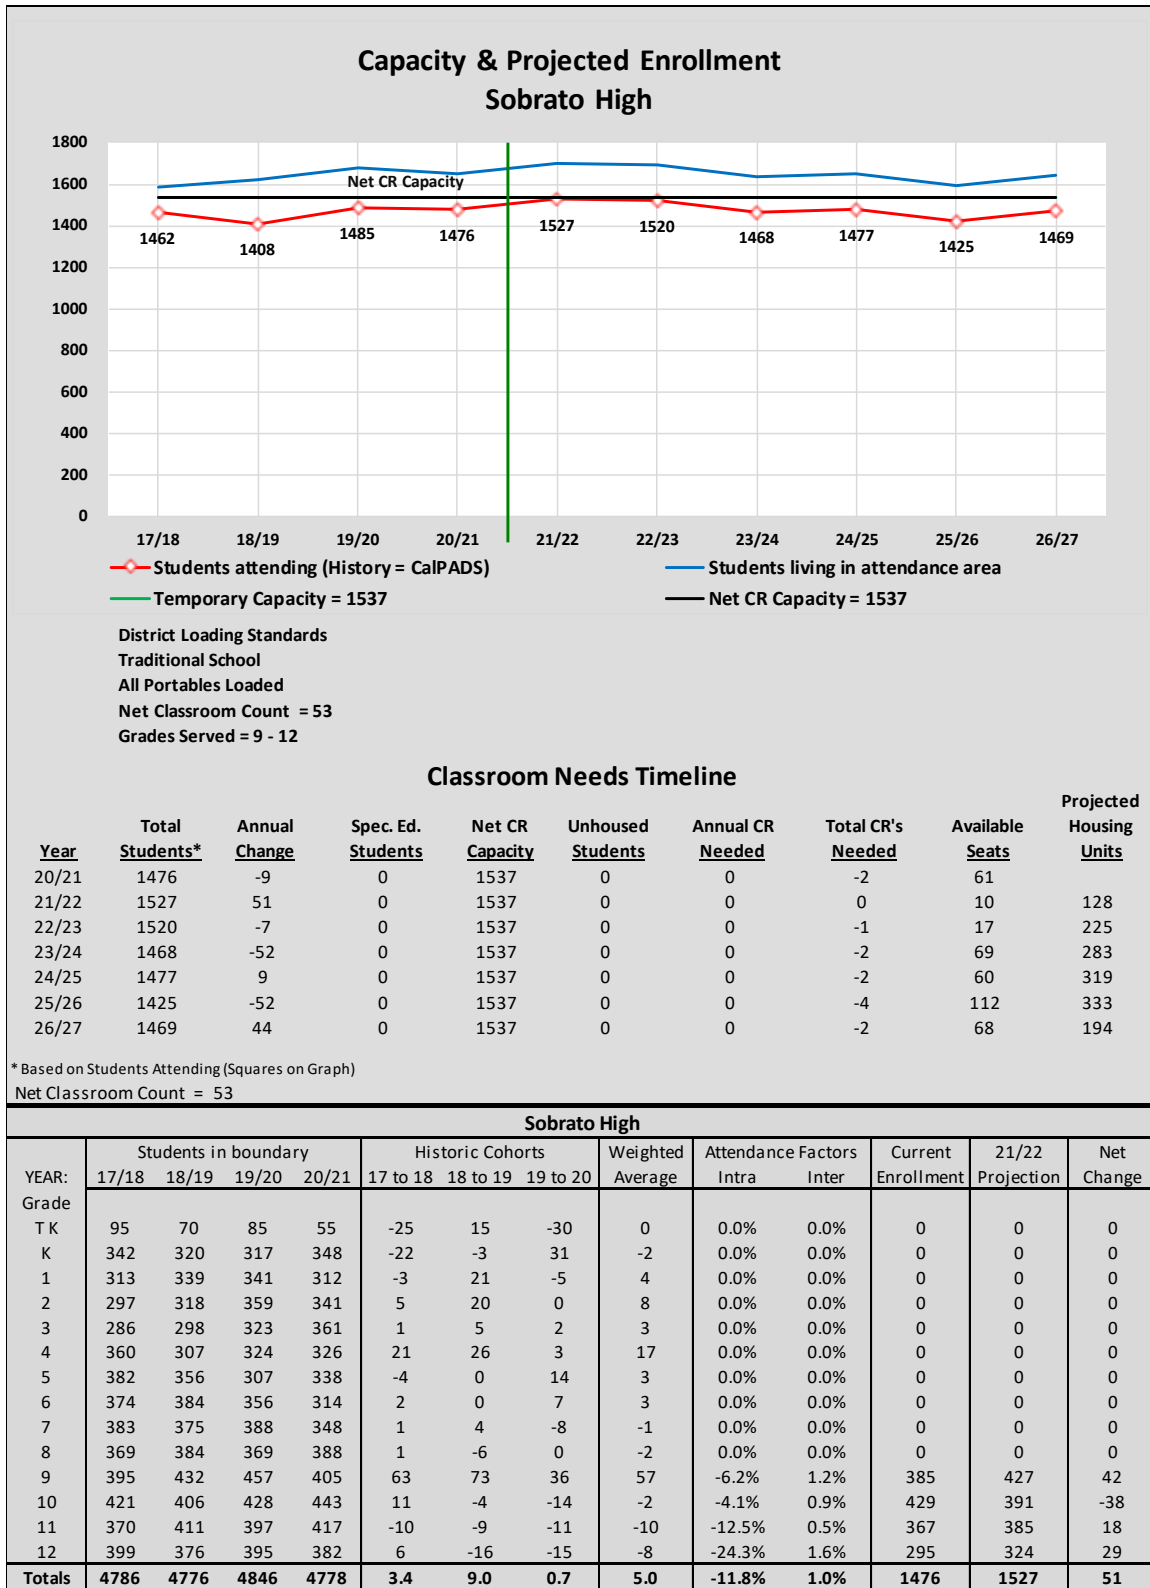 Capacity & Projected Enrollment
Sobrato High
1800
1600
1400
1200
1000
800
600
400
200
0
Net CR Capacity
1462 1408 1485 1476 1527 1520 1468 1477 1425 1469
17/18 18/19 19/20 20/21 21/22 22/23 23/24 24/25 25/26 26/27
Students attending (History = CalPADS) Students living in attendance area
Temporary Capacity = 1537 Net CR Capacity = 1537
District Loading Standards
Traditional School
All Portables Loaded
Net Classroom Count = 53
Grades Served = 9 - 12
Classroom Needs Timeline
Projected
Total Annual Spec. Ed. Net CR Unhoused Annual CR Total CR's Available Housing
Year Students* Change Students Capacity Students Needed Needed Seats Units
20/21 1476 -9 0 1537 0 0 -2 61
21/22 1527 51 0 1537 0 0 0 10 128
22/23 1520 -7 0 1537 0 0 -1 17 225
23/24 1468 -52 0 1537 0 0 -2 69 283
24/25 1477 9 0 1537 0 0 -2 60 319
25/26 1425 -52 0 1537 0 0 -4 112 333
26/27 1469 44 0 1537 0 0 -2 68 194
* Based on Students Attending (Squares on Graph)
Net Classroom Count = 53
Sobrato High
Students in boundary Historic Cohorts Weighted Attendance Factors Current 21/22 Net
YEAR: 17/18 18/19 19/20 20/21 17 to 18 18 to 19 19 to 20 Average Intra Inter Enrollment Projection Change
Grade
T K 95 70 85 55 -25 15 -30 0 0.0% 0.0% 0 0 0
K 342 320 317 348 -22 -3 31 -2 0.0% 0.0% 0 0 0
1 313 339 341 312 -3 21 -5 4 0.0% 0.0% 0 0 0
2 297 318 359 341 5 20 0 8 0.0% 0.0% 0 0 0
3 286 298 323 361 1 5 2 3 0.0% 0.0% 0 0 0
4 360 307 324 326 21 26 3 17 0.0% 0.0% 0 0 0
5 382 356 307 338 -4 0 14 3 0.0% 0.0% 0 0 0
6 374 384 356 314 2 0 7 3 0.0% 0.0% 0 0 0
7 383 375 388 348 1 4 -8 -1 0.0% 0.0% 0 0 0
8 369 384 369 388 1 -6 0 -2 0.0% 0.0% 0 0 0
9 395 432 457 405 63 73 36 57 -6.2% 1.2% 385 427 42
10 421 406 428 443 11 -4 -14 -2 -4.1% 0.9% 429 391 -38
11 370 411 397 417 -10 -9 -11 -10 -12.5% 0.5% 367 385 18
12 399 376 395 382 6 -16 -15 -8 -24.3% 1.6% 295 324 29
Totals 4786 4776 4846 4778 3.4 9.0 0.7 5.0 -11.8% 1.0% 1476 1527 51